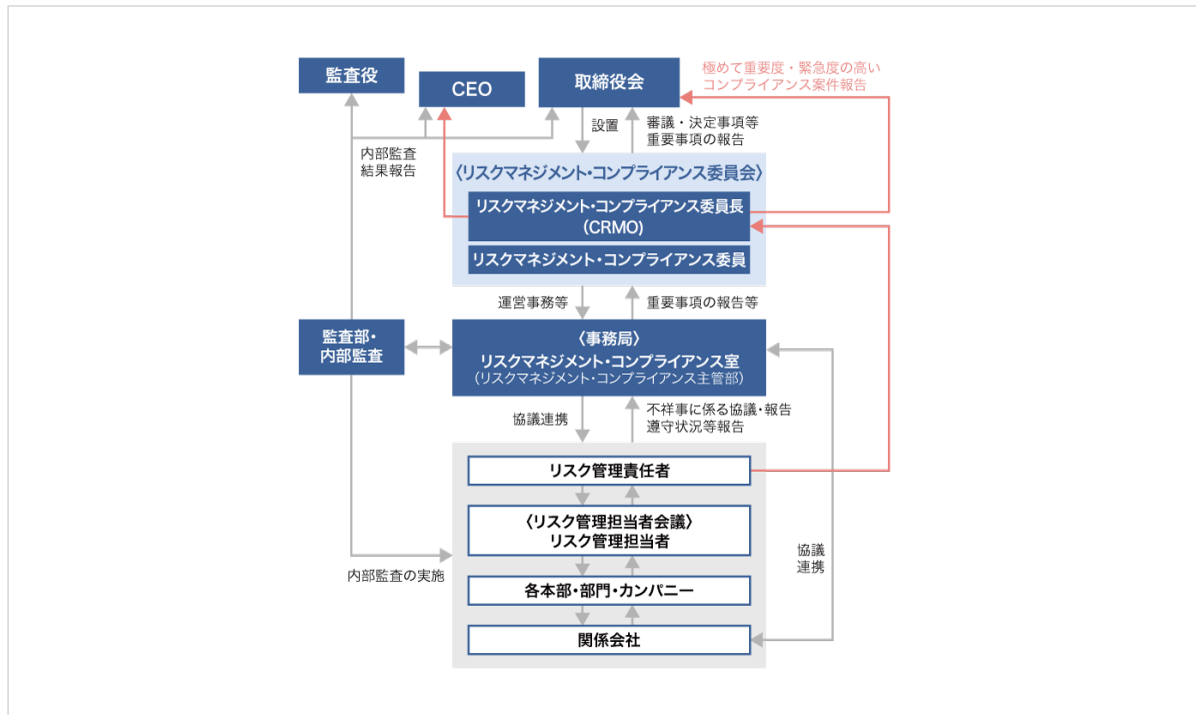 監査役
CEO
取締役会
極めて重要度・緊急度の高い
コンプライアンス案件報告
設置
審議・決定事項等
重要事項の報告
内部監査
結果報告
〈リスクマネジメント・コンプライアンス委員会〉
リスクマネジメント・コンプライアンス委員長
(CRMO)
リスクマネジメント・コンプライアンス委員
運営事務等
重要事項の報告等
監査部・
内部監査
〈事務局〉
リスクマネジメント・コンプライアンス室
(リスクマネジメント・コンプライアンス主管部)
協議連携
不祥事に係る協議・報告
遵守状況等報告
リスク管理責任者
〈リスク管理担当者会議〉
リスク管理担当者
協議
連携
内部監査の実施
各本部・部門・カンパニー
関係会社